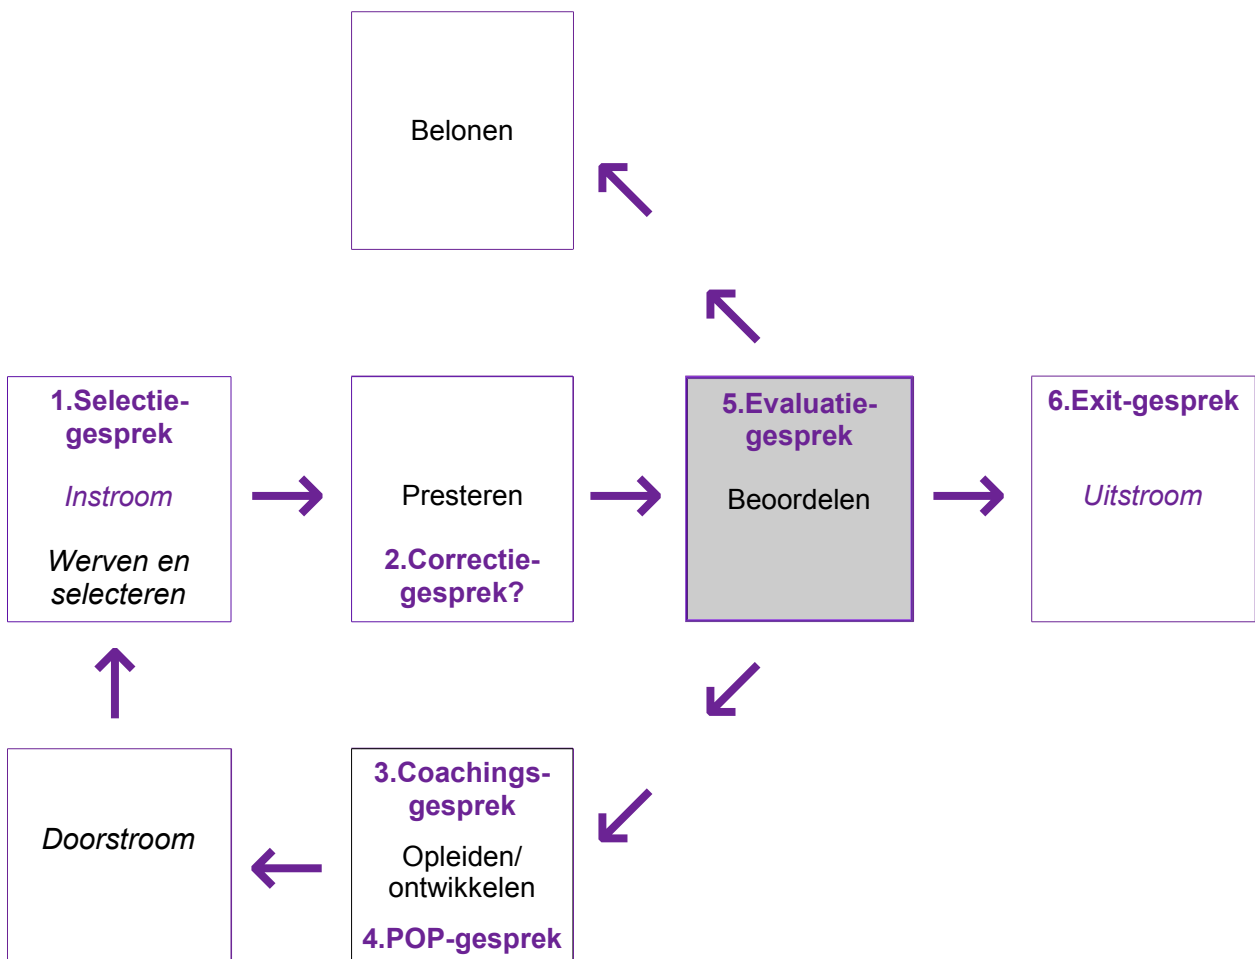 Belonen
1.Selectie-
gesprek
Instroom
Werven en
selecteren
Presteren
2.Correctie-
gesprek?
5.Evaluatie-
gesprek
Beoordelen
6.Exit-gesprek
Uitstroom
Doorstroom
3.Coachings-
gesprek
Opleiden/
ontwikkelen
4.POP-gesprek